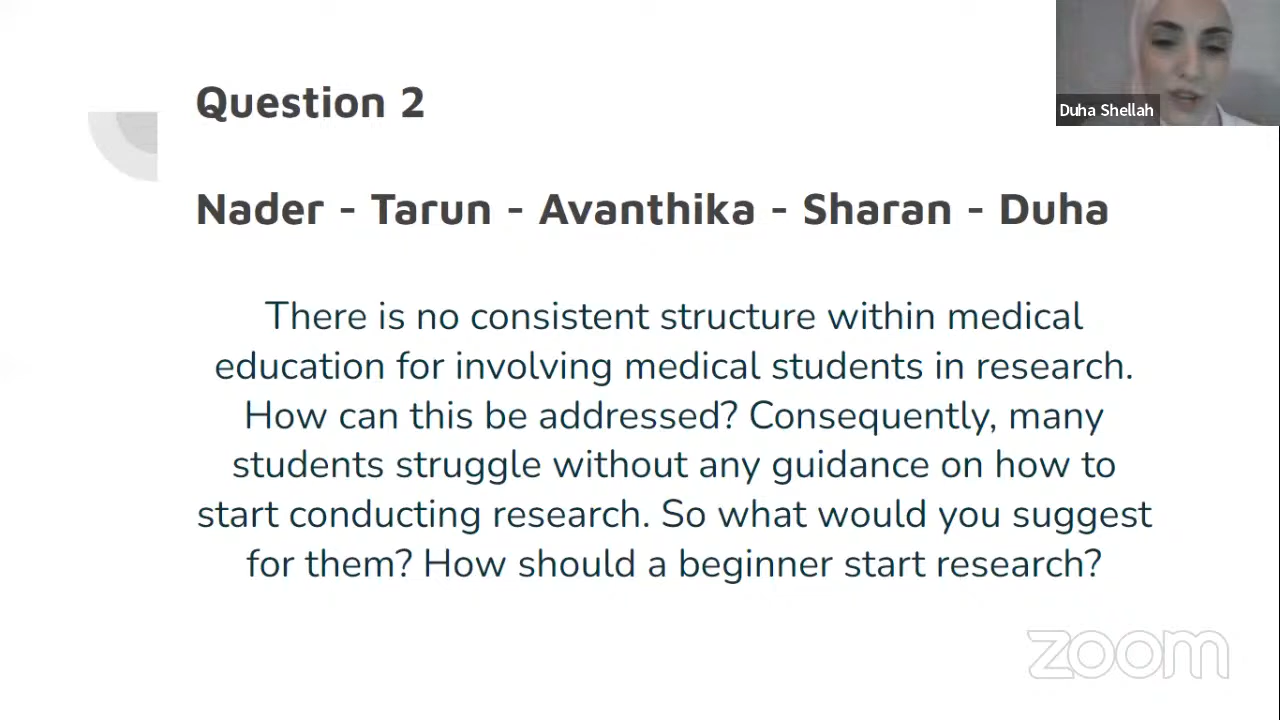 Duha Shellah
Question 2
Nader - Tarun - Avanthika - Sharan - Duha
There is no consistent structure within medical
education for involving medical students in research.
How can this be addressed? Consequently, many
students struggle without any guidance on how to
start conducting research. So what would you suggest
for them? How should a beginner start research?
zoom